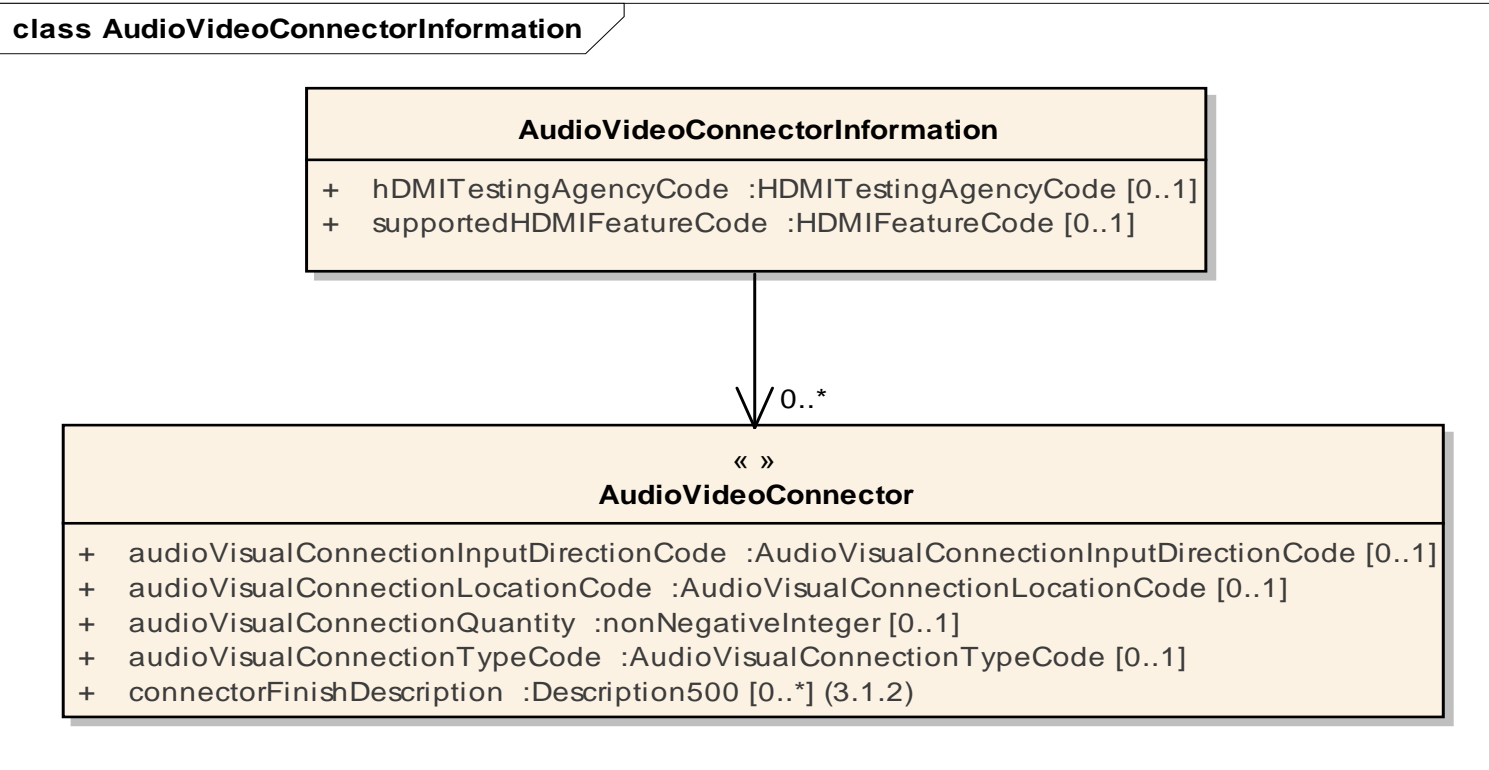 class AudioVideoConnectorInformation
AudioVideoConnectorInformation
+ hDMITestingAgencyCode :HDMITestingAgencyCode [0..1]
+ supportedHDMIFeatureCode :HDMIFeatureCode [0..1]
0..*
« »
AudioVideoConnector
+ audioVisualConnectionInputDirectionCode :AudioVisualConnectionInputDirectionCode [0..1]
+ audioVisualConnectionLocationCode :AudioVisualConnectionLocationCode [0..1]
+ audioVisualConnectionQuantity :nonNegativeInteger [0..1]
+ audioVisualConnectionTypeCode :AudioVisualConnectionTypeCode [0..1]
+ connectorFinishDescription :Description500 [0..*] (3.1.2)